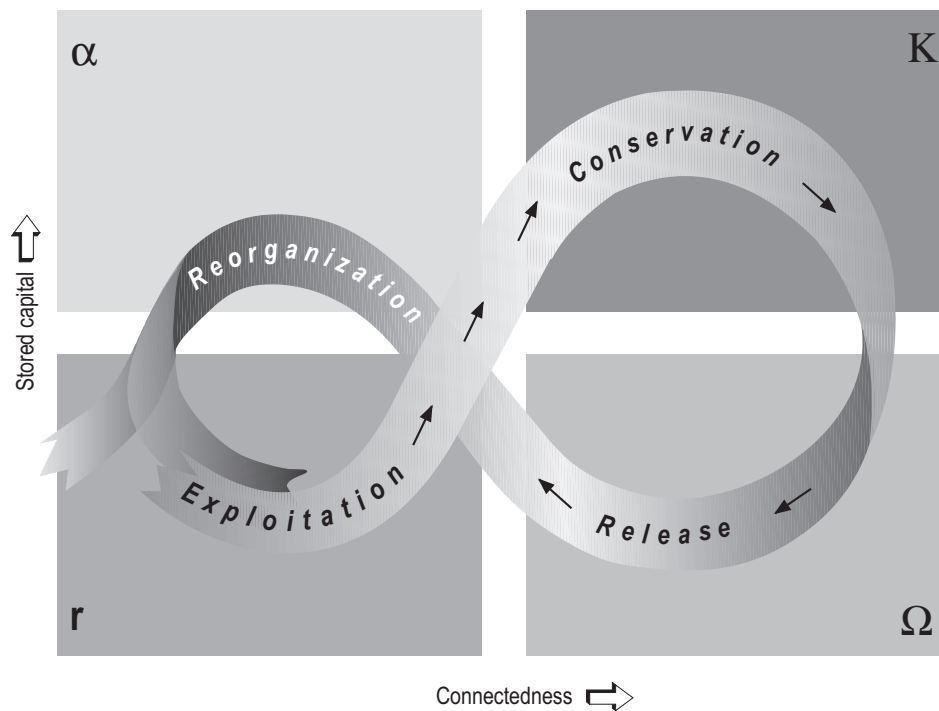 α
K
Conservation
Reorganization
Stored capital
Exploitation
Release
r
Ω
Connectedness